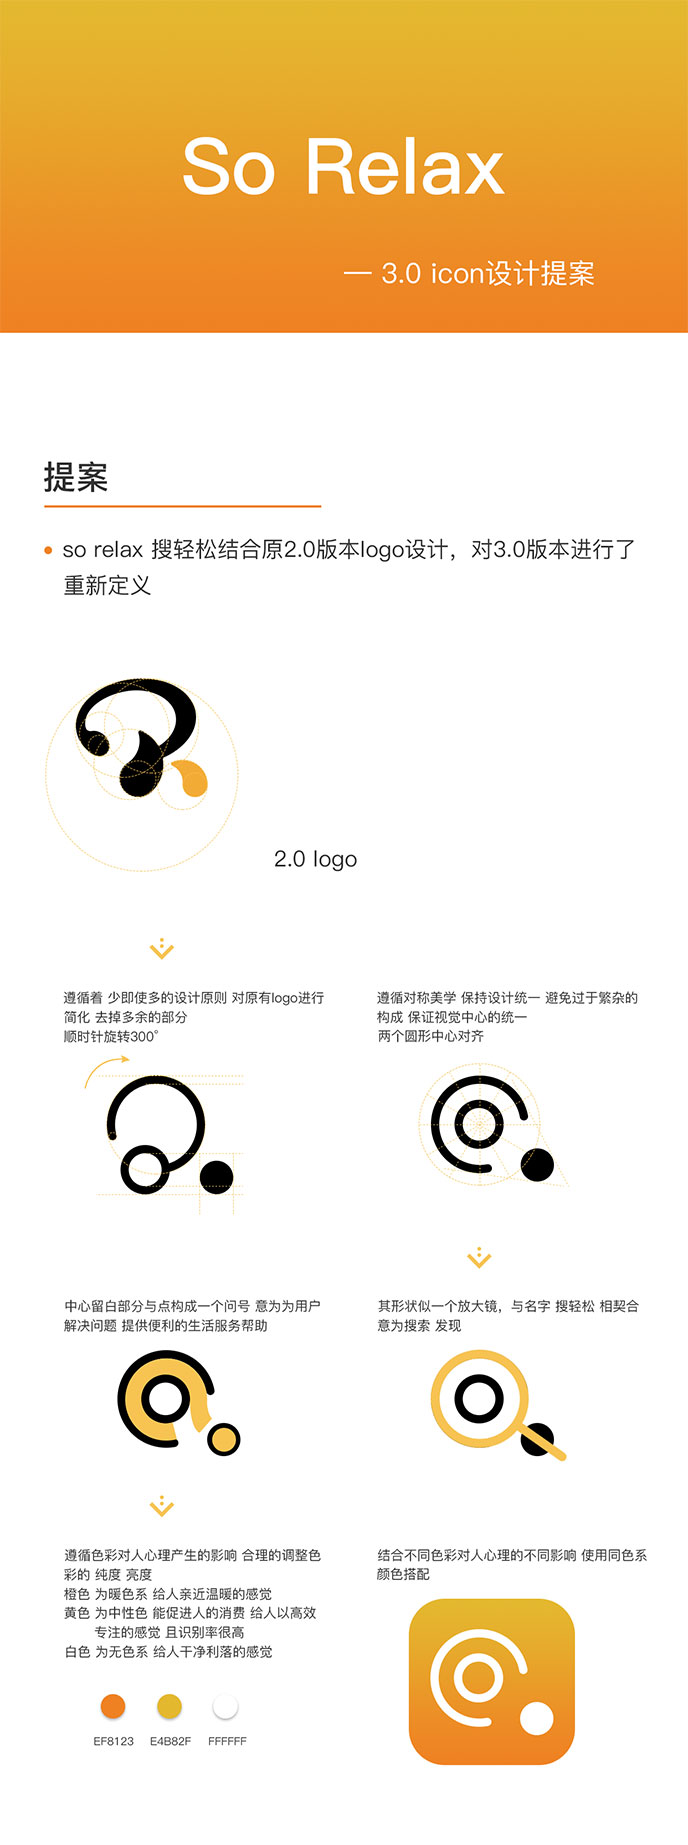 So Relax
— 3.0 icon设计提案
提案
so relax 搜轻松结合原2.0版本logo设计，对3.0版本进行了
重新定义
2.0 logo
遵循着 少即使多的设计原则 对原有logo进行
简化 去掉多余的部分
顺时针旋转300°
遵循对称美学 保持设计统一 避免过于繁杂的
构成 保证视觉中心的统一
两个圆形中心对齐
中心留白部分与点构成一个问号 意为为用户
解决问题 提供便利的生活服务帮助
其形状似一个放大镜，与名字 搜轻松 相契合
意为搜索 发现
遵循色彩对人心理产生的影响 合理的调整色
彩的 纯度 亮度
橙色 为暖色系 给人亲近温暖的感觉
黄色 为中性色 能促进人的消费 给人以高效
专注的感觉 且识别率很高
白色 为无色系 给人干净利落的感觉
EF8123 E4B82F FFFFFF
结合不同色彩对人心理的不同影响 使用同色系
颜色搭配